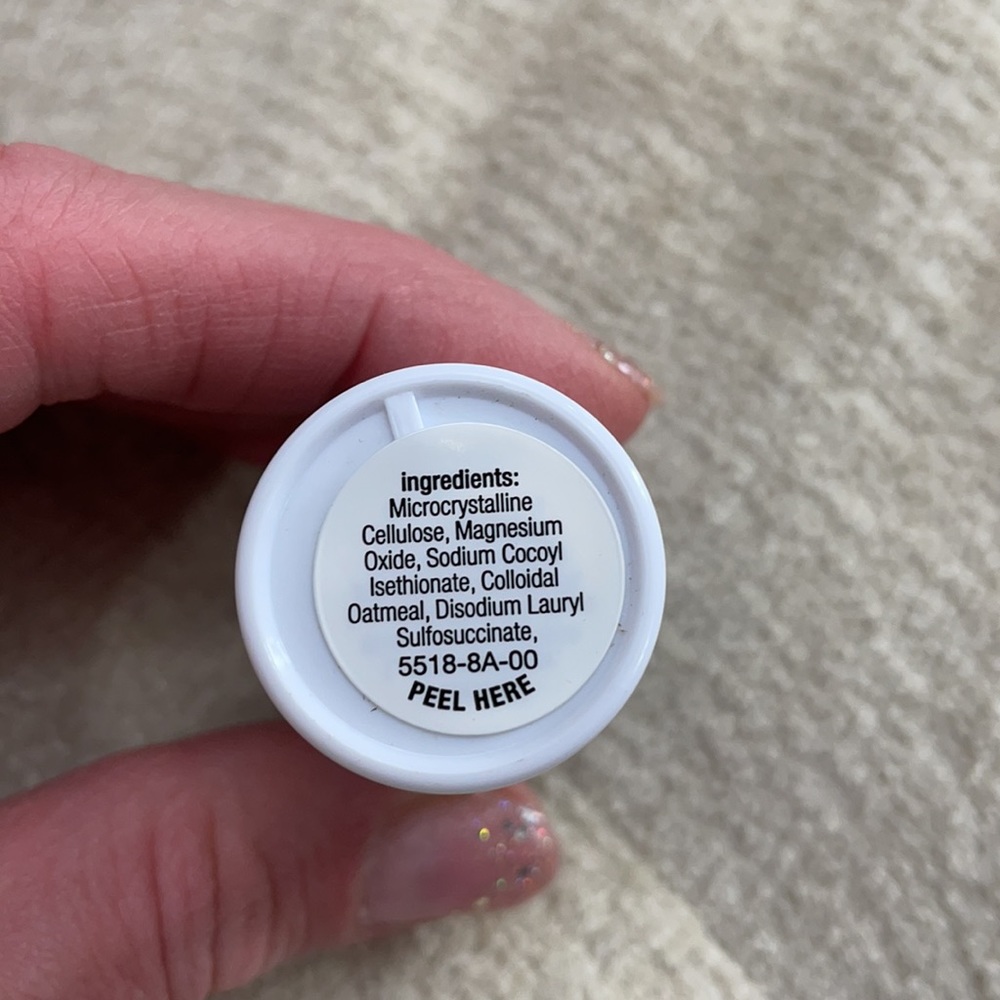 ingredients:
Microcrystalline
Cellulose, Magnesium
Oxide, Sodium Cocoyl
Isethionate, Colloidal
Oatmeal, Disodium Lauryl
Sulfosuccinate,
5518-8A-00
PEEL HERE